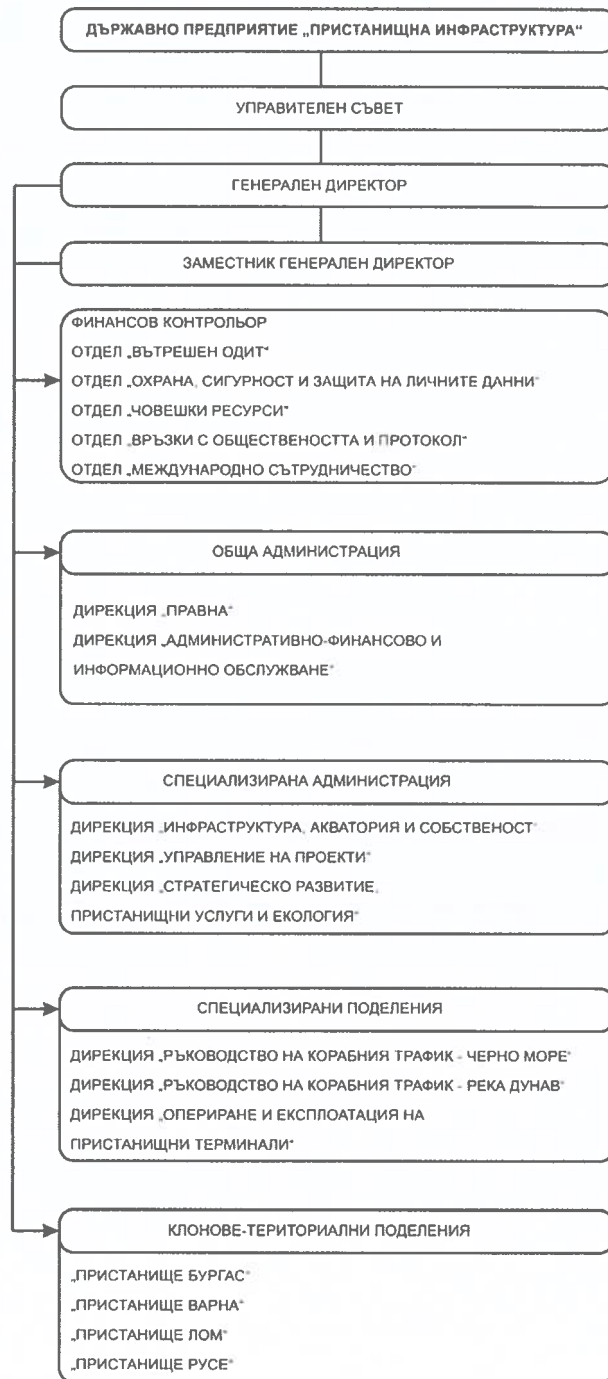 ДЪРЖАВНО ПРЕДПРИЯТИЕ „ПРИСТАНИЩНА ИНФРАСТРУКТУРА“
УПРАВИТЕЛЕН СЪВЕТ
ГЕНЕРАЛЕН ДИРЕКТОР
ЗАМЕСТНИК ГЕНЕРАЛЕН ДИРЕКТОР
ФИНАНСОВ КОНТРОЛЬОР
ОТДЕЛ „ВЪТРЕШЕН ОДИТ“
ОТДЕЛ „ОХРАНА, СИГУРНОСТ И ЗАЩИТА НА ЛИЧНИТЕ ДАННИ“
ОТДЕЛ „ЧОВЕШКИ РЕСУРСИ“
ОТДЕЛ „ВРЪЗКИ С ОБЩЕСТВЕНОСТТА И ПРОТОКОЛ“
ОТДЕЛ „МЕЖДУНАРОДНО СЪТРУДНИЧЕСТВО“
ОБЩА АДМИНИСТРАЦИЯ
ДИРЕКЦИЯ „ПРАВНА“
ДИРЕКЦИЯ „АДМИНИСТРАТИВНО-ФИНАНСОВО И
ИНФОРМАЦИОННО ОБСЛУЖВАНЕ“
СПЕЦИАЛИЗИРАНА АДМИНИСТРАЦИЯ
ДИРЕКЦИЯ „ИНФРАСТРУКТУРА, АКВАТОРИЯ И СОБСТВЕНОСТ“
ДИРЕКЦИЯ „УПРАВЛЕНИЕ НА ПРОЕКТИ“
ДИРЕКЦИЯ „СТРАТЕГИЧЕСКО РАЗВИТИЕ,
ПРИСТАНИЩНИ УСЛУГИ И ЕКОЛОГИЯ“
СПЕЦИАЛИЗИРАНИ ПОДЕЛЕНИЯ
ДИРЕКЦИЯ „РЪКОВОДСТВО НА КОРАБНИЯ ТРАФИК - ЧЕРНО МОРЕ“
ДИРЕКЦИЯ „РЪКОВОДСТВО НА КОРАБНИЯ ТРАФИК - РЕКА ДУНАВ“
ДИРЕКЦИЯ „ОПЕРИРАНЕ И ЕКСПЛОАТАЦИЯ НА
ПРИСТАНИЩНИ ТЕРМИНАЛИ“
КЛОНОВЕ-ТЕРИТОРИАЛНИ ПОДЕЛЕНИЯ
„ПРИСТАНИЩЕ БУРГАС“
„ПРИСТАНИЩЕ ВАРНА“
„ПРИСТАНИЩЕ ЛОМ“
„ПРИСТАНИЩЕ РУСЕ“